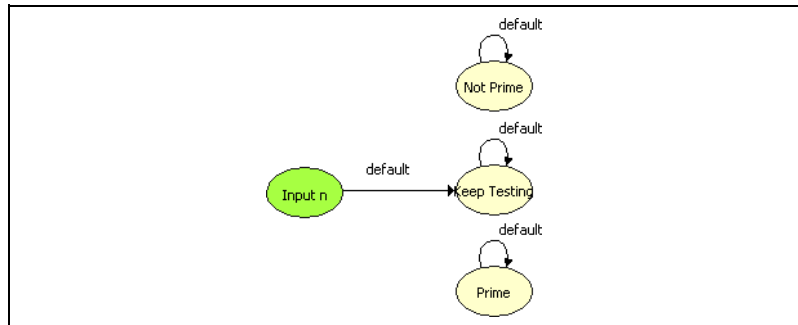 default
Not Prime
default
default
Input n
Keep Testing
default
Prime